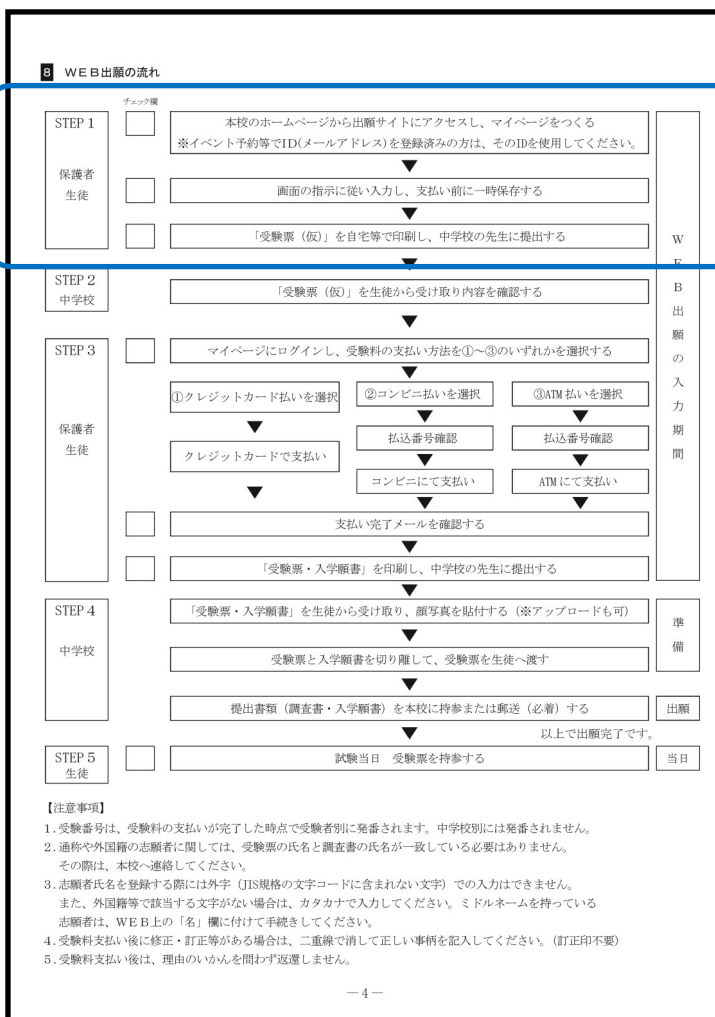 8 WEB出願の流れ
チェック欄
STEP 1
保護者
生徒
本校のホームページから出願サイトにアクセスし、マイページをつくる
※イベント予約等でID(メールアドレス)を登録済みの方は、そのIDを使用してください。
画面の指示に従い入力し、支払い前に一時保存する
「受験票（仮）」を自宅等で印刷し、中学校の先生に提出する
STEP 2
中学校
「受験票（仮）」を生徒から受け取り内容を確認する
STEP 3
保護者
生徒
マイページにログインし、受験料の支払い方法を①～③のいずれかを選択する
①クレジットカード払いを選択
②コンビニ払いを選択
③ATM払いを選択
払込番号確認
払込番号確認
クレジットカードで支払い
コンビニにて支払い
ATMにて支払い
支払い完了メールを確認する
「受験票・入学願書」を印刷し、中学校の先生に提出する
WEB出願の入力期間
STEP 4
中学校
「受験票・入学願書」を生徒から受け取り、顔写真を貼付する（※アップロードも可）
受験票と入学願書を切り離して、受験票を生徒へ渡す
準備
提出書類（調査書・入学願書）を本校に持参または郵送（必着）する
出願
以上で出願完了です。
STEP 5
生徒
試験当日　受験票を持参する
当日
【注意事項】
1．受験番号は、受験料の支払いが完了した時点で受験者別に発番されます。中学校別には発番されません。
2．通称や外国籍の志願者に関しては、受験票の氏名と調査書の氏名が一致している必要はありません。
その際は、本校へ連絡してください。
3．志願者氏名を登録する際には外字（JIS規格の文字コードに含まれない文字）での入力はできません。
また、外国籍等で該当する文字がない場合は、カタカナで入力してください。ミドルネームを持っている
志願者は、WEB上の「名」欄に付けて手続きしてください。
4．受験料支払い後に修正・訂正等がある場合は、二重線で消して正しい事柄を記入してください。（訂正印不要）
5．受験料支払い後は、理由のいかんを問わず返還しません。
―4―